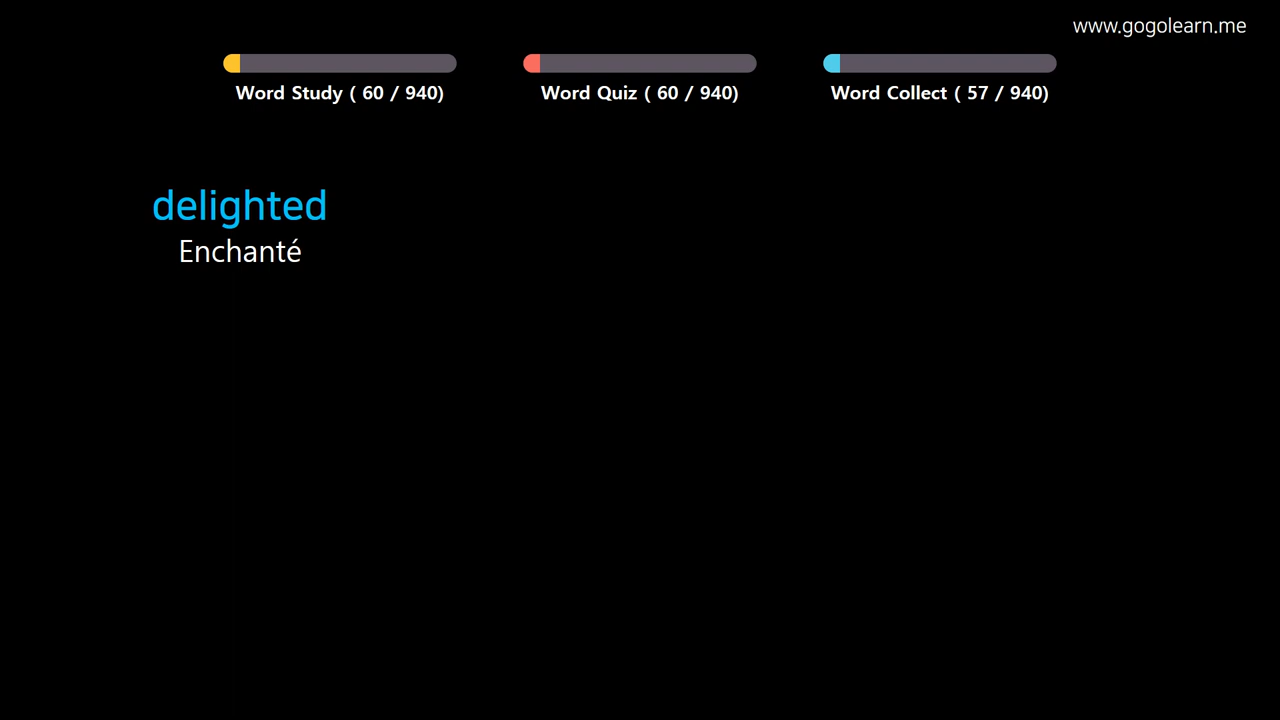 www.gogolearn.me
Word Study ( 60 / 940)
Word Quiz ( 60 / 940)
Word Collect ( 57 / 940)
delighted
Enchanté